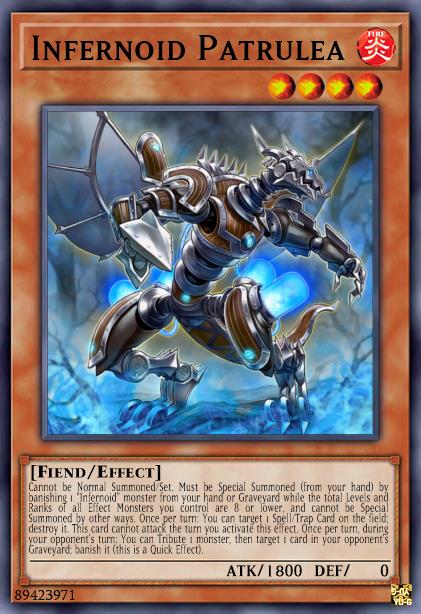 INFERNOID PATRULEA
FIRE
炎
[FIEND/EFFECT]
Cannot be Normal Summoned/Set. Must be Special Summoned (from your hand) by
banishing 1 "Infernoid" monster from your hand or Graveyard while the total Levels and
Ranks of all Effect Monsters you control are 8 or lower, and cannot be Special
Summoned by other ways. Once per turn: You can target 1 Spell/Trap Card on the field;
destroy it. This card cannot attack the turn you activate this effect. Once per turn, during
your opponent's turn: You can Tribute 1 monster, then target 1 card in your opponent's
Graveyard; banish it (this is a Quick Effect).
ATK/1800 DEF/ 0
89423971